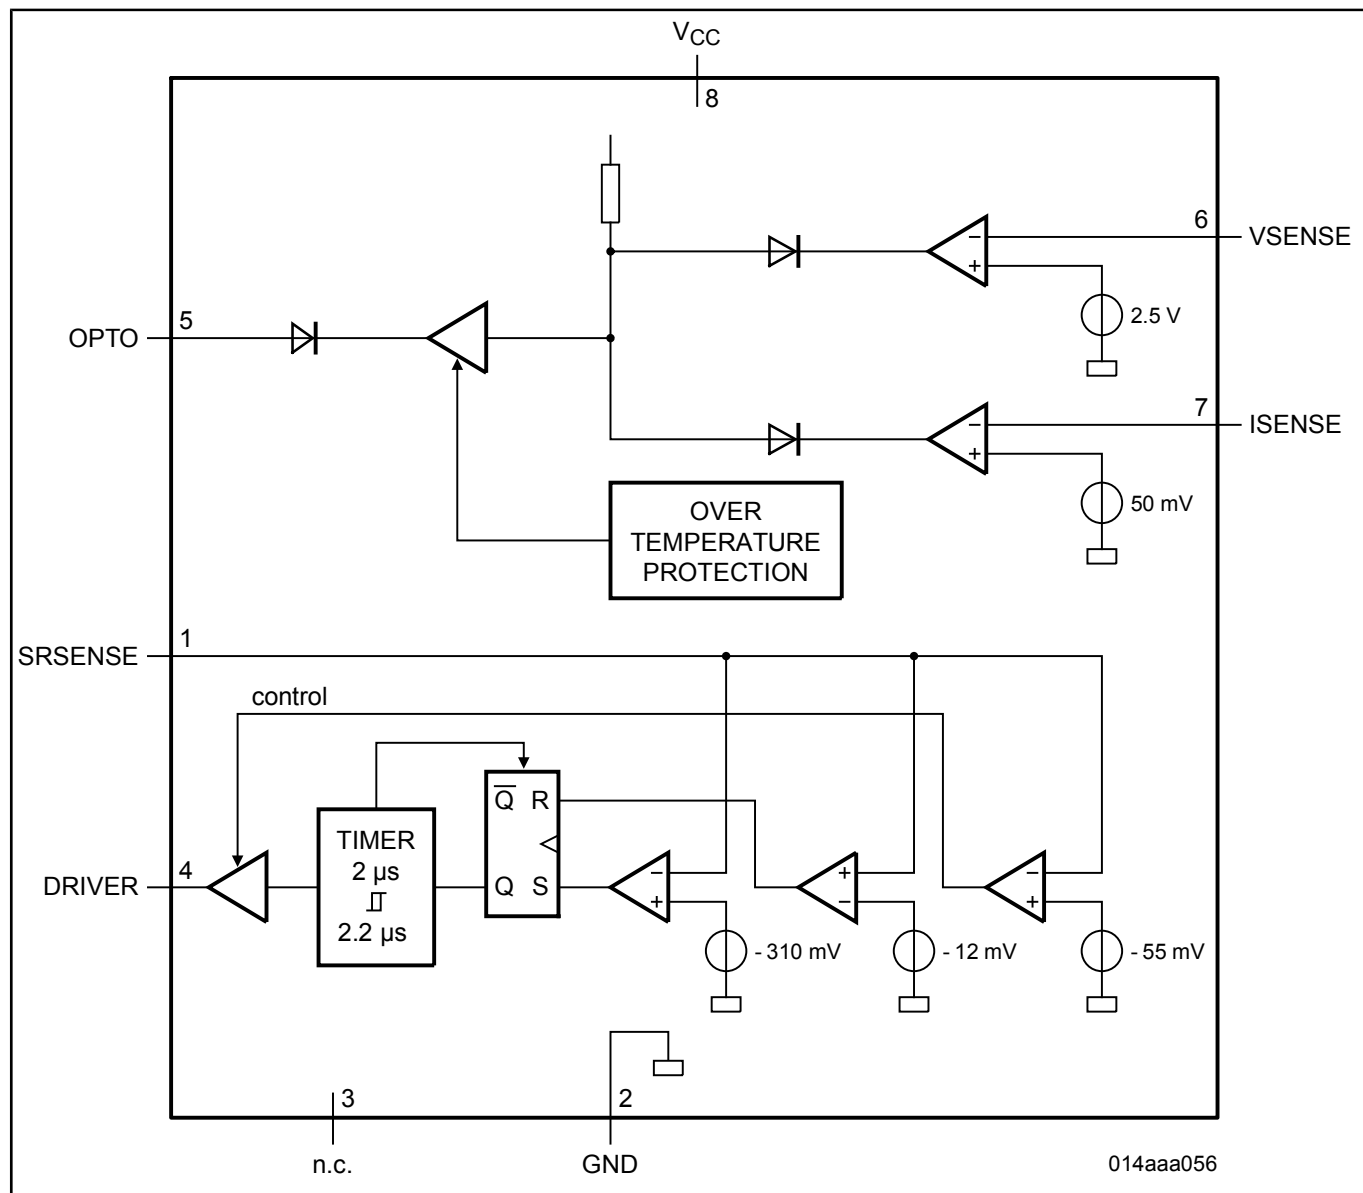 VCC
8
6
VSENSE
−
+
2.5 V
5
OPTO
7
ISENSE
−
+
50 mV
OVER
TEMPERATURE
PROTECTION
1
SRSENSE
control
Q R
TIMER
2 µs
2.2 µs
4
DRIVER
Q S
−
+
+
−
−
+
- 310 mV
- 12 mV
- 55 mV
3
2
n.c.
GND
014aaa056